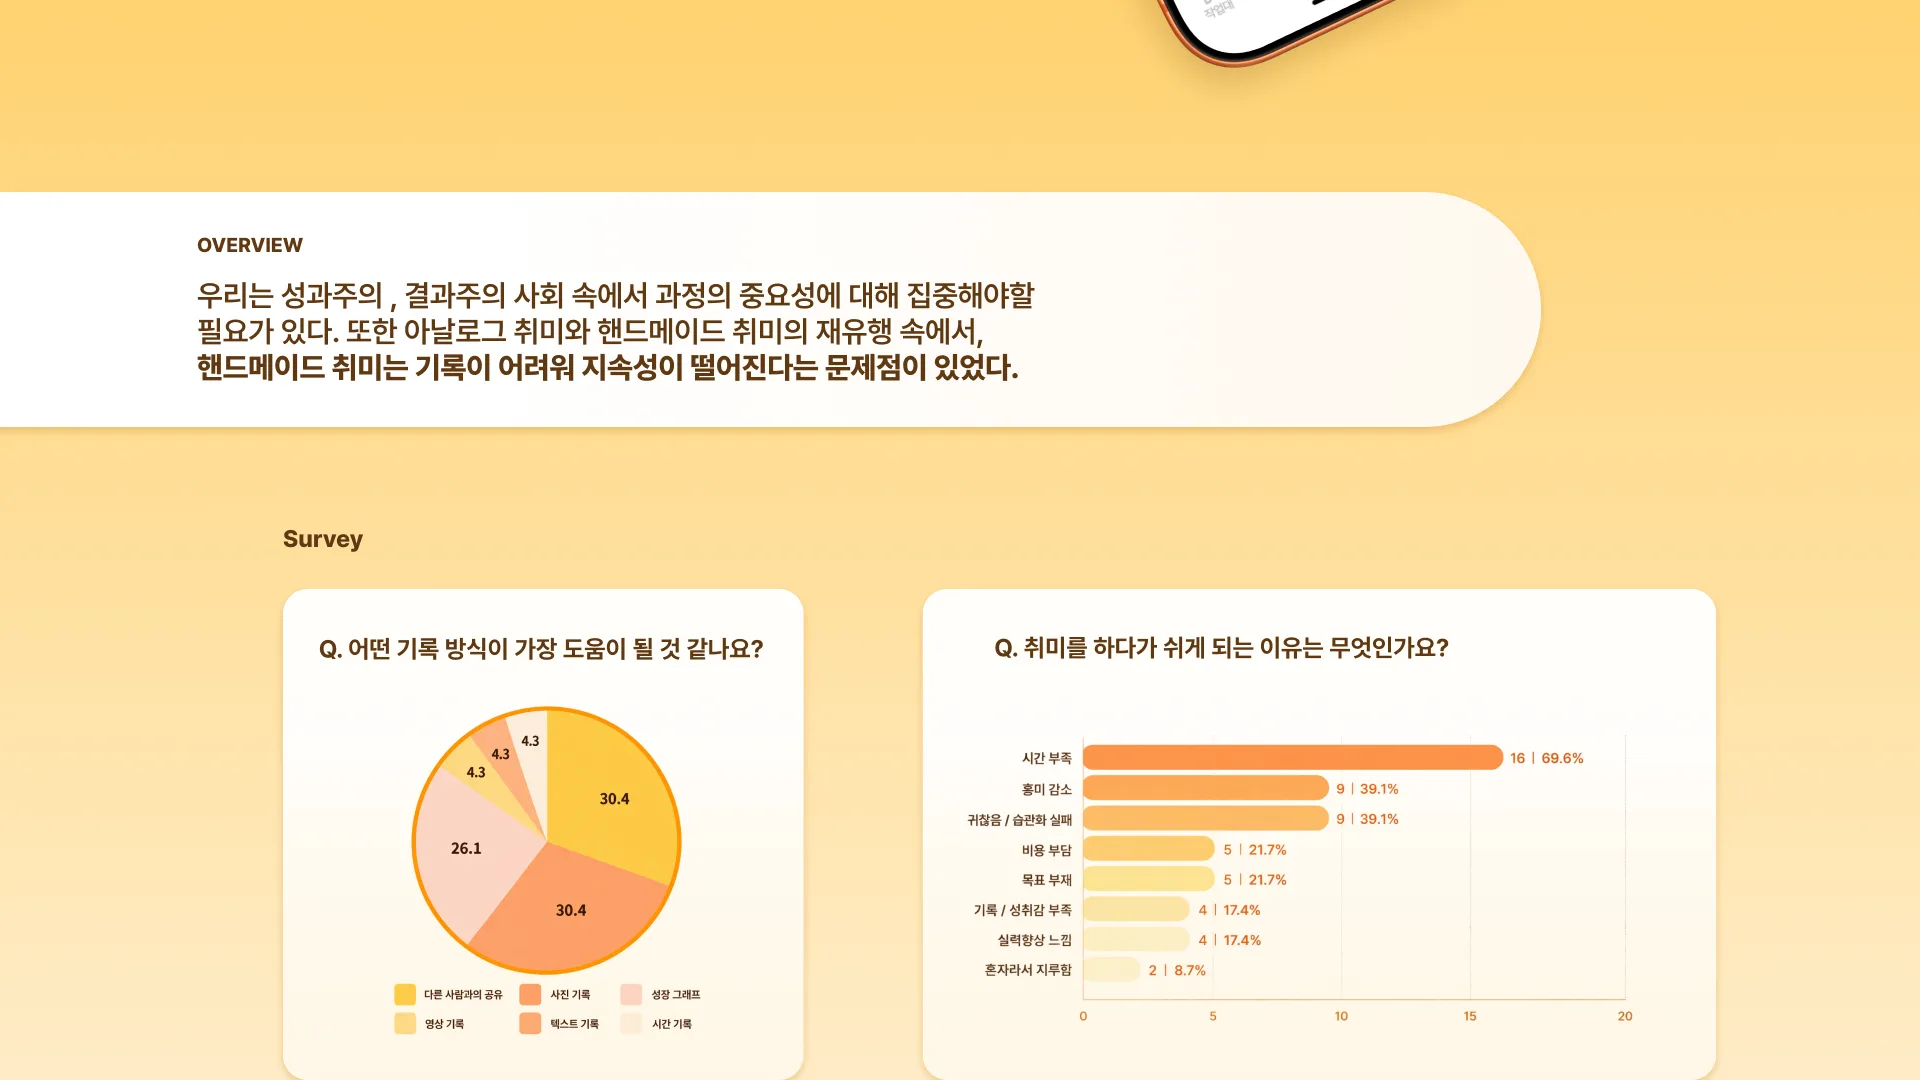 작업대
OVERVIEW
우리는 성과주의 , 결과주의 사회 속에서 과정의 중요성에 대해 집중해야할
필요가 있다. 또한 아날로그 취미와 핸드메이드 취미의 재유행 속에서,
핸드메이드 취미는 기록이 어려워 지속성이 떨어진다는 문제점이 있었다.
Survey
Q. 어떤 기록 방식이 가장 도움이 될 것 같나요?
4.3
4.3
4.3
30.4
26.1
30.4
다른 사람과의 공유 사진 기록 성장 그래프
영상 기록 텍스트 기록 시간 기록
Q. 취미를 하다가 쉬게 되는 이유는 무엇인가요?
시간 부족 16 | 69.6%
흥미 감소 9 | 39.1%
귀찮음 / 습관화 실패 9 | 39.1%
비용 부담 5 | 21.7%
목표 부재 5 | 21.7%
기록 / 성취감 부족 4 | 17.4%
실력향상 느낌 4 | 17.4%
혼자라서 지루함 2 | 8.7%
0 5 10 15 20